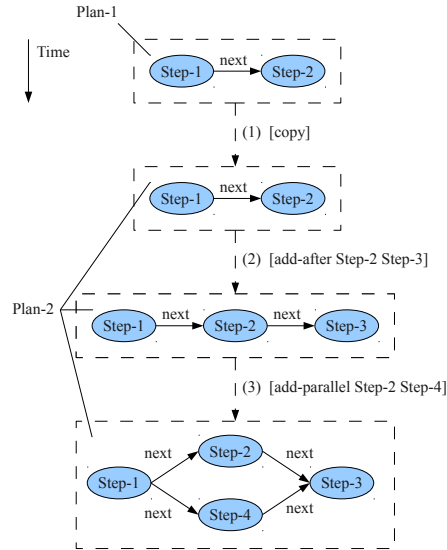 Plan-1
Time
next
Step-1 Step-2
(1) [copy]
next
Step-1 Step-2
(2) [add-after Step-2 Step-3]
Plan-2
next next
Step-1 Step-2 Step-3
(3) [add-parallel Step-2 Step-4]
Step-2
next next
Step-1 Step-3
next next
Step-4